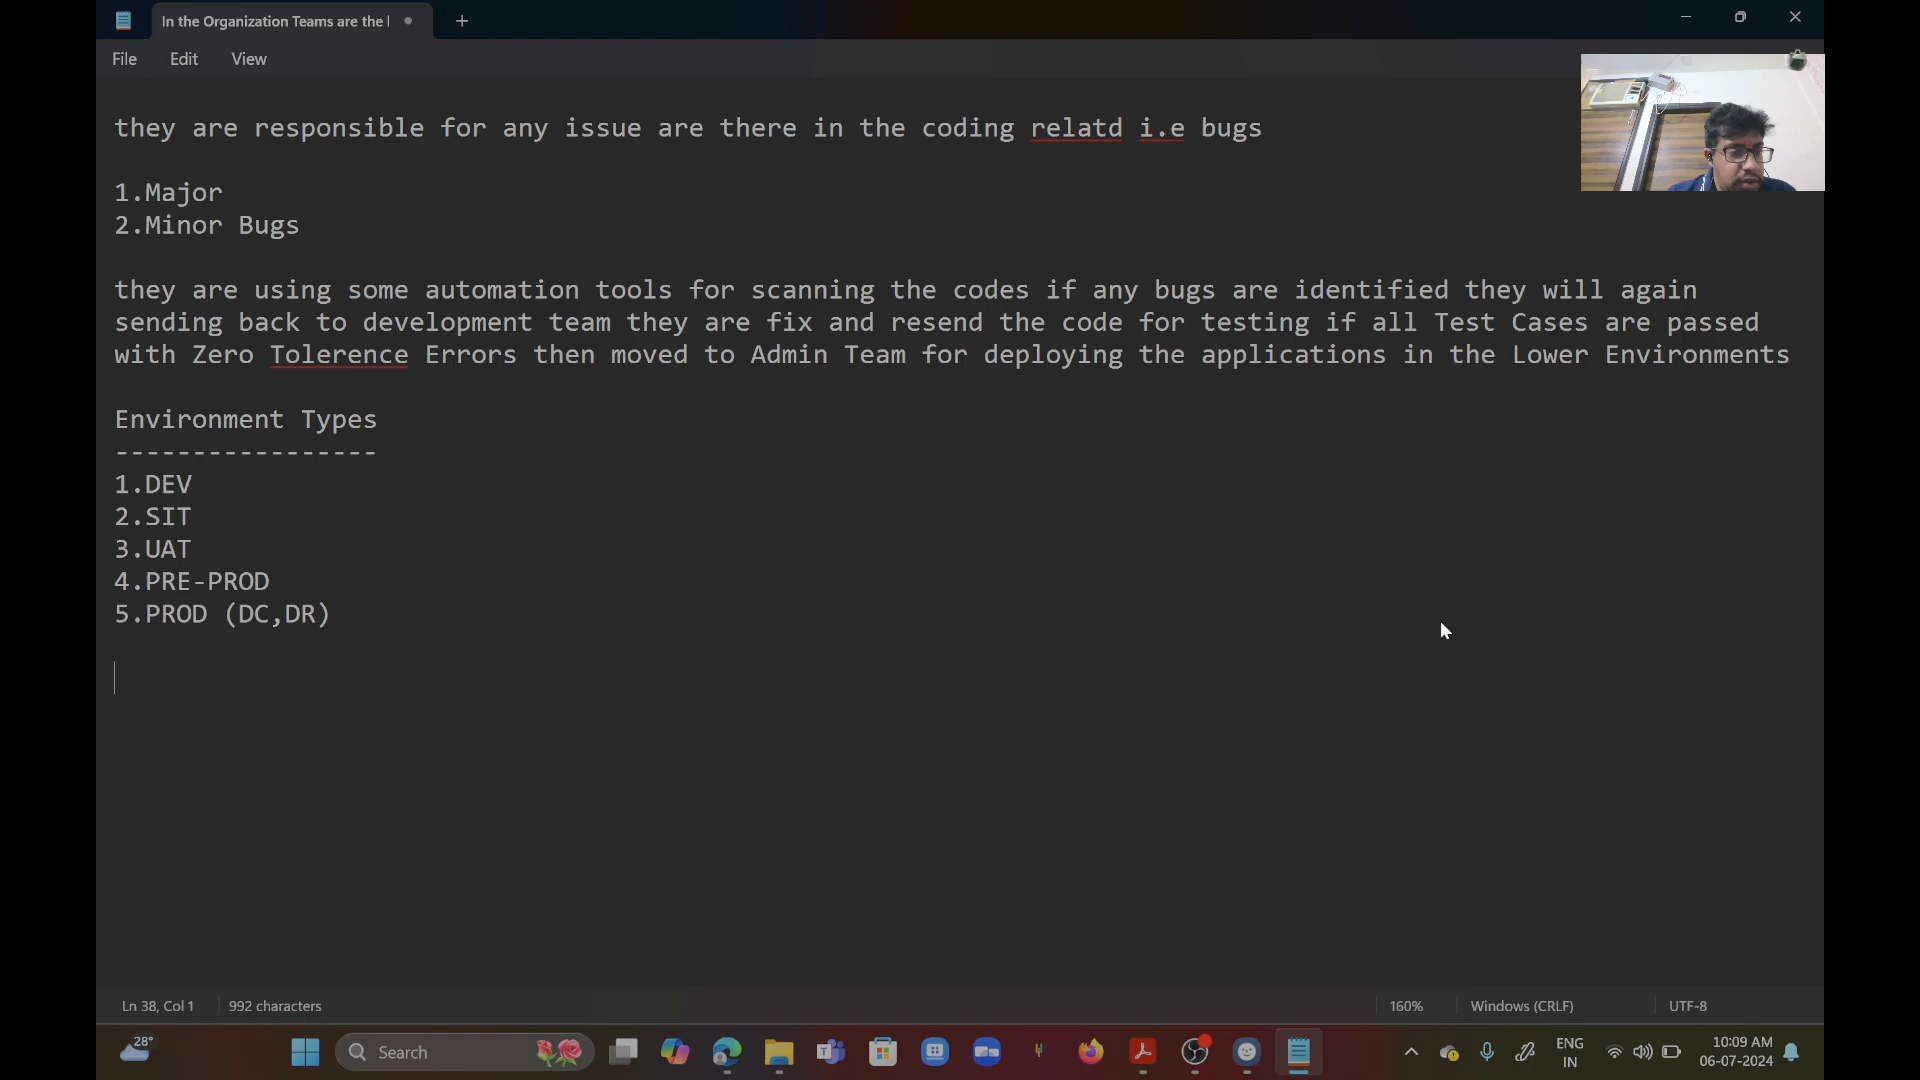 In the Organization Teams are the
File Edit View
they are responsible for any issue are there in the coding relatd i.e bugs
1.Major
2.Minor Bugs
they are using some automation tools for scanning the codes if any bugs are identified they will again
sending back to development team they are fix and resend the code for testing if all Test Cases are passed
with Zero Tolerence Errors then moved to Admin Team for deploying the applications in the Lower Environments
Environment Types
-----------------
1.DEV
2.SIT
3.UAT
4.PRE-PROD
5.PROD (DC,DR)
Ln 38, Col 1 992 characters 160% Windows (CRLF) UTF-8
28° Search ENG IN 10:09 AM 06-07-2024